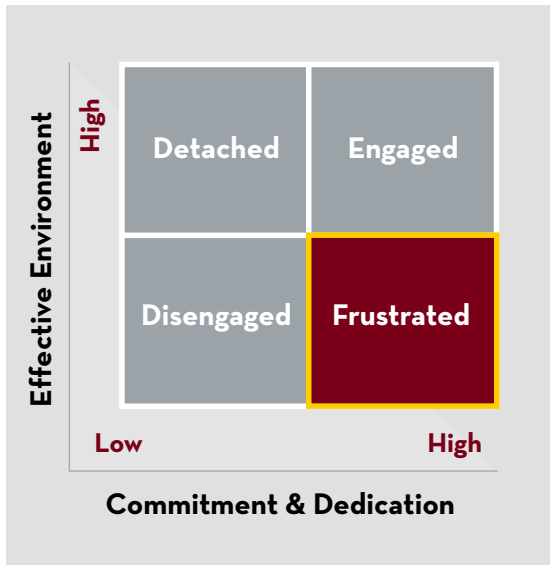 Effective Environment
High
Detached
Engaged
Disengaged
Frustrated
Low
High
Commitment & Dedication